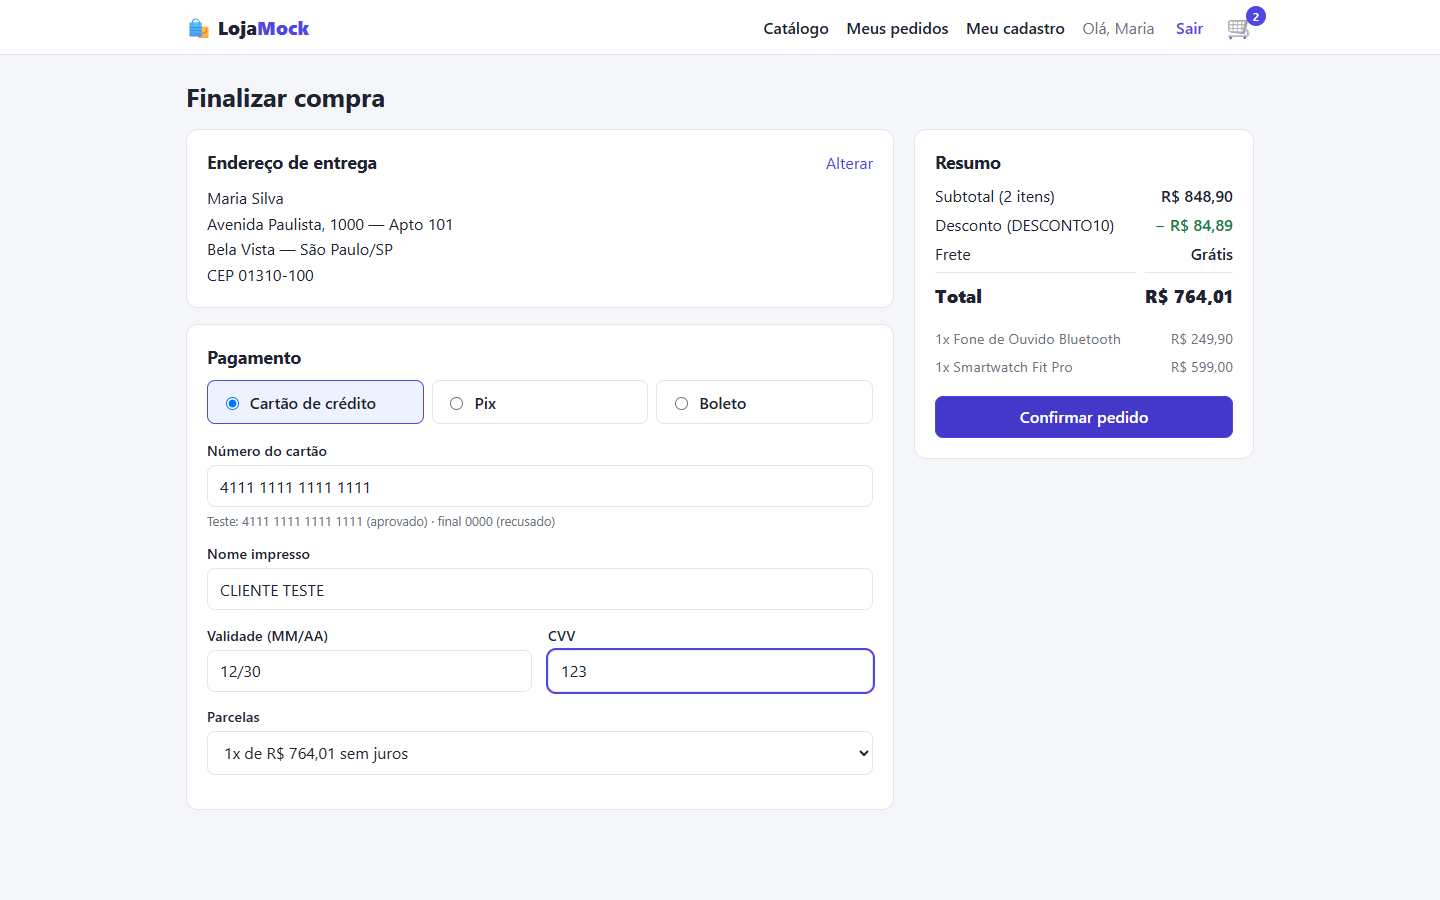 LojaMock
Catálogo Meus pedidos Meu cadastro Olá, Maria Sair 2
Finalizar compra
Endereço de entrega Alterar
Maria Silva
Avenida Paulista, 1000 — Apto 101
Bela Vista — São Paulo/SP
CEP 01310-100
Pagamento
Cartão de crédito Pix Boleto
Número do cartão
4111 1111 1111 1111
Teste: 4111 1111 1111 1111 (aprovado) · final 0000 (recusado)
Nome impresso
CLIENTE TESTE
Validade (MM/AA) CVV
12/30 123
Parcelas
1x de R$ 764,01 sem juros
Resumo
Subtotal (2 itens) R$ 848,90
Desconto (DESCONTO10) − R$ 84,89
Frete Grátis
Total R$ 764,01
1x Fone de Ouvido Bluetooth R$ 249,90
1x Smartwatch Fit Pro R$ 599,00
Confirmar pedido